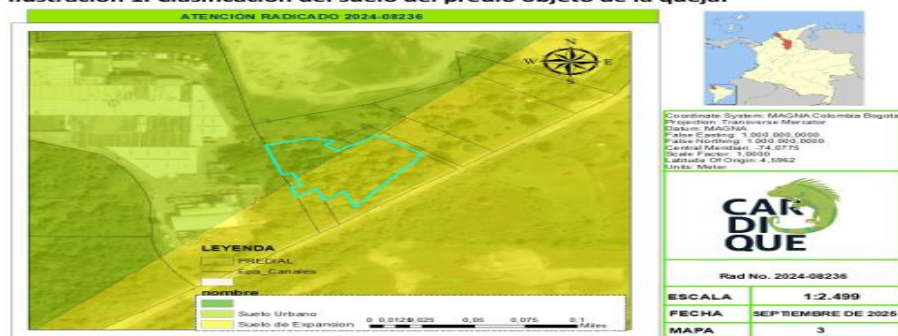 Ilustración 1. Clasificación del suelo del predio objeto de la queja.
ATENCIÓN RADICADO 2024-08236
N
W
E
S
LEYENDA
PREDIAL
Epa_Canales
nombre
Suelo Urbano
Suelo de Expansion
0 0,0125 0,025 0,05 0,075 0,1
Miles
Coordinate System: MAGNA Colombia Bogota
Projection: Transverse Mercator
Datum: MAGNA
False Easting: 1.000.000,0000
False Northing: 1.000.000,0000
Central Meridian: -74,0775
Scale Factor: 1,0000
Latitude Of Origin: 4,5962
Units: Meter
CAR
DI
QUE
Rad No. 2024-08236
ESCALA 1:2.499
FECHA SEPTIEMBRE DE 2025
MAPA 3